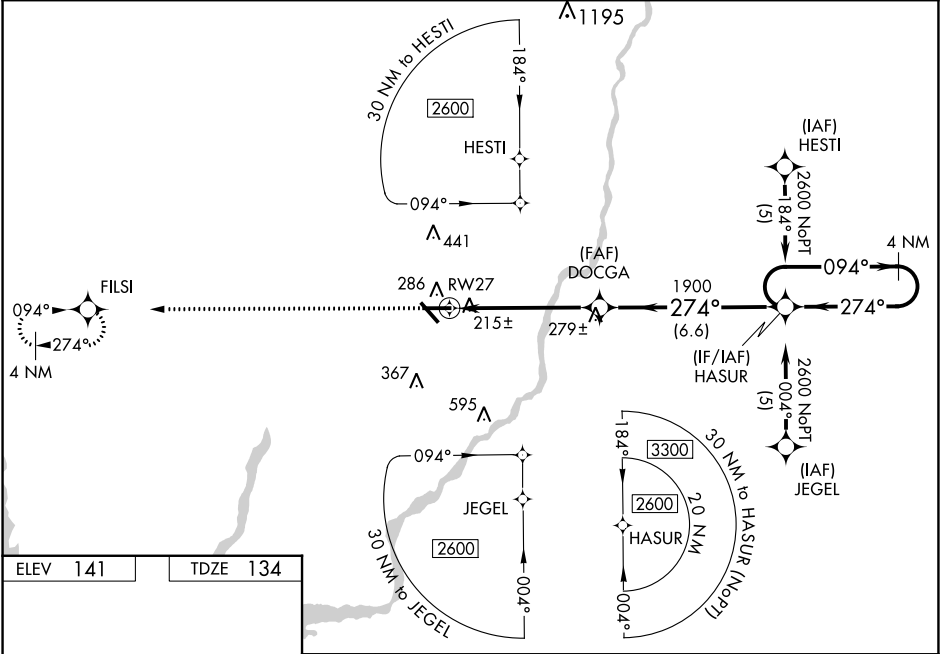 1195
30 NM to HESTI
184°
2600
HESTI
094°
(IAF)
HESTI
2600 NoPT
184°
(5)
4 NM
094°
441
(FAF)
DOCGA
286
RW27
FILSI
094°
274°
4 NM
215±
279±
1900
274°
(6.6)
274°
(IF/IAF)
HASUR
2600 NoPT
004°
(5)
(IAF)
JEGEL
367
595
094°
JEGEL
2600
004°
30 NM to JEGEL
184°
3300
2600
20 NM
HASUR
004°
30 NM to HASUR (NoPT)
ELEV 141
TDZE 134